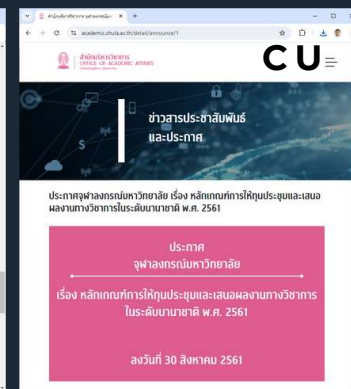 สำนักบริหารวิชาการ จุฬาลงกรณ์มหา
academic.chula.ac.th/detail/announce/1
สำนักบริหารวิชาการ
OFFICE OF ACADEMIC AFFAIRS
Chulalongkorn University
CU
ข่าวสารประชาสัมพันธ์
และประกาศ
ประกาศจุฬาลงกรณ์มหาวิทยาลัย เรื่อง หลักเกณฑ์การให้ทุนประชุมและเสนอ
ผลงานทางวิชาการในระดับนานาชาติ พ.ศ. 2561
ประกาศ
จุฬาลงกรณ์มหาวิทยาลัย
เรื่อง หลักเกณฑ์การให้ทุนประชุมและเสนอผลงานทางวิชาการ
ในระดับนานาชาติ พ.ศ. 2561
ลงวันที่ 30 สิงหาคม 2561